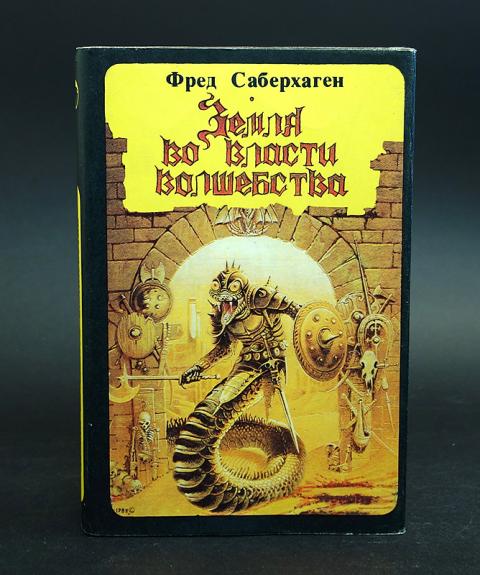 Фред Саберхаген
Земля
во власти
волшебства